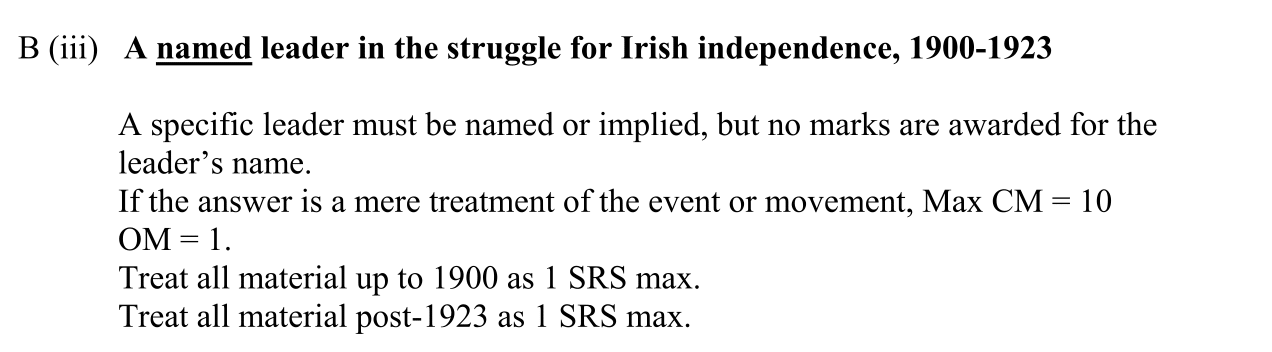 B (iii) A named leader in the struggle for Irish independence, 1900-1923
A specific leader must be named or implied, but no marks are awarded for the
leader’s name.
If the answer is a mere treatment of the event or movement, Max CM = 10
OM = 1.
Treat all material up to 1900 as 1 SRS max.
Treat all material post-1923 as 1 SRS max.